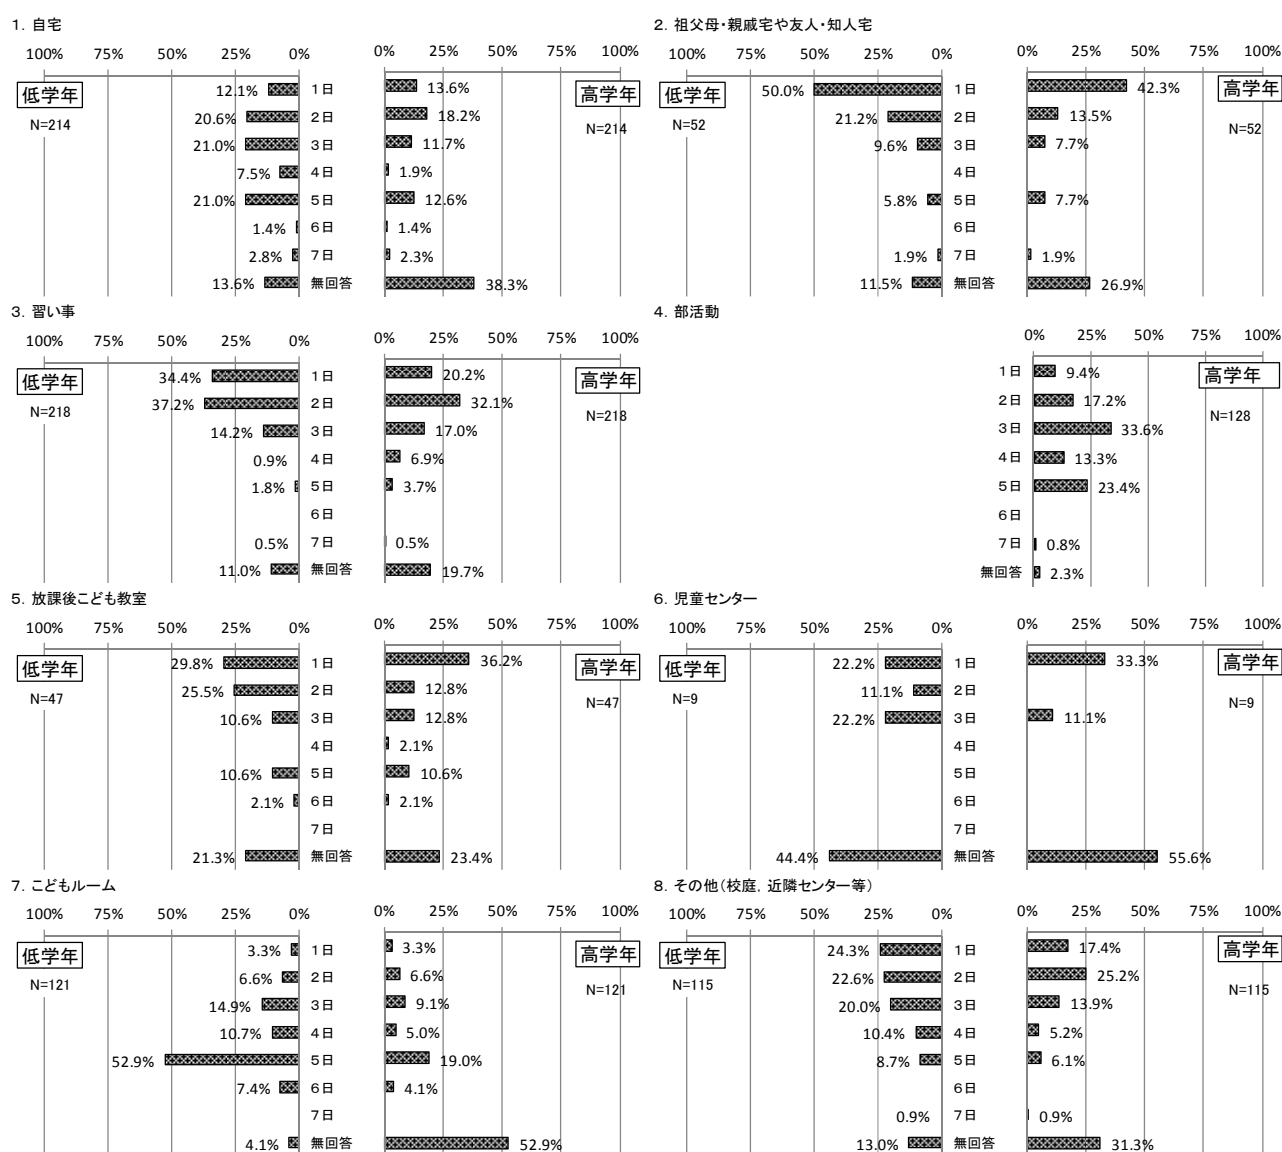 1．自宅
100% 75% 50% 25% 0% 0% 25% 50% 75% 100%
低学年 高学年
N=214 N=214
12.1% 1日 13.6%
20.6% 2日 18.2%
21.0% 3日 11.7%
7.5% 4日 1.9%
21.0% 5日 12.6%
1.4% 6日 1.4%
2.8% 7日 2.3%
13.6% 無回答 38.3%
2．祖父母・親戚宅や友人・知人宅
100% 75% 50% 25% 0% 0% 25% 50% 75% 100%
低学年 高学年
N=52 N=52
50.0% 1日 42.3%
21.2% 2日 13.5%
9.6% 3日 7.7%
4日
5.8% 5日 7.7%
6日
1.9% 7日 1.9%
11.5% 無回答 26.9%
3．習い事
100% 75% 50% 25% 0% 0% 25% 50% 75% 100%
低学年 高学年
N=218 N=218
34.4% 1日 20.2%
37.2% 2日 32.1%
14.2% 3日 17.0%
0.9% 4日 6.9%
1.8% 5日 3.7%
6日
0.5% 7日 0.5%
11.0% 無回答 19.7%
4．部活動
0% 25% 50% 75% 100%
高学年
N=128
1日 9.4%
2日 17.2%
3日 33.6%
4日 13.3%
5日 23.4%
6日
7日 0.8%
無回答 2.3%
5．放課後こども教室
100% 75% 50% 25% 0% 0% 25% 50% 75% 100%
低学年 高学年
N=47 N=47
29.8% 1日 36.2%
25.5% 2日 12.8%
10.6% 3日 12.8%
4日 2.1%
10.6% 5日 10.6%
2.1% 6日 2.1%
7日
21.3% 無回答 23.4%
6．児童センター
100% 75% 50% 25% 0% 0% 25% 50% 75% 100%
低学年 高学年
N=9 N=9
22.2% 1日 33.3%
11.1% 2日
22.2% 3日 11.1%
4日
5日
6日
7日
44.4% 無回答 55.6%
7．こどもルーム
100% 75% 50% 25% 0% 0% 25% 50% 75% 100%
低学年 高学年
N=121 N=121
3.3% 1日 3.3%
6.6% 2日 6.6%
14.9% 3日 9.1%
10.7% 4日 5.0%
52.9% 5日 19.0%
7.4% 6日 4.1%
7日
4.1% 無回答 52.9%
8．その他（校庭，近隣センター等）
100% 75% 50% 25% 0% 0% 25% 50% 75% 100%
低学年 高学年
N=115 N=115
24.3% 1日 17.4%
22.6% 2日 25.2%
20.0% 3日 13.9%
10.4% 4日 5.2%
8.7% 5日 6.1%
6日
0.9% 7日 0.9%
13.0% 無回答 31.3%